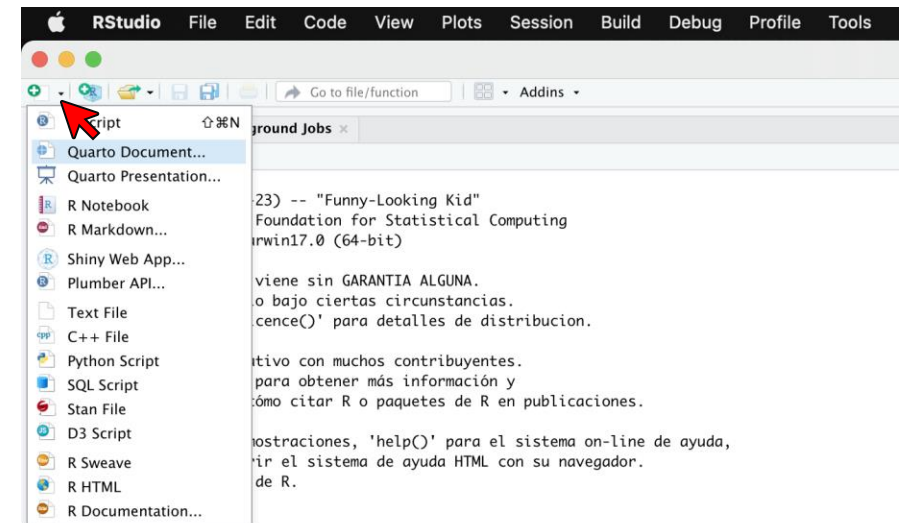 RStudio File Edit Code View Plots Session Build Debug Profile Tools
Go to file/function Addins
cript ⇧⌘N
ground Jobs ×
Quarto Document...
Quarto Presentation...
R Notebook
R Markdown...
Shiny Web App...
Plumber API...
Text File
C++ File
Python Script
SQL Script
Stan File
D3 Script
R Sweave
R HTML
R Documentation...
-23) -- "Funny-Looking Kid"
Foundation for Statistical Computing
rwin17.0 (64-bit)
viene sin GARANTIA ALGUNA.
o bajo ciertas circunstancias.
cence()' para detalles de distribucion.
tivo con muchos contribuyentes.
para obtener más información y
cómo citar R o paquetes de R en publicaciones.
mostraciones, 'help()' para el sistema on-line de ayuda,
rir el sistema de ayuda HTML con su navegador.
de R.